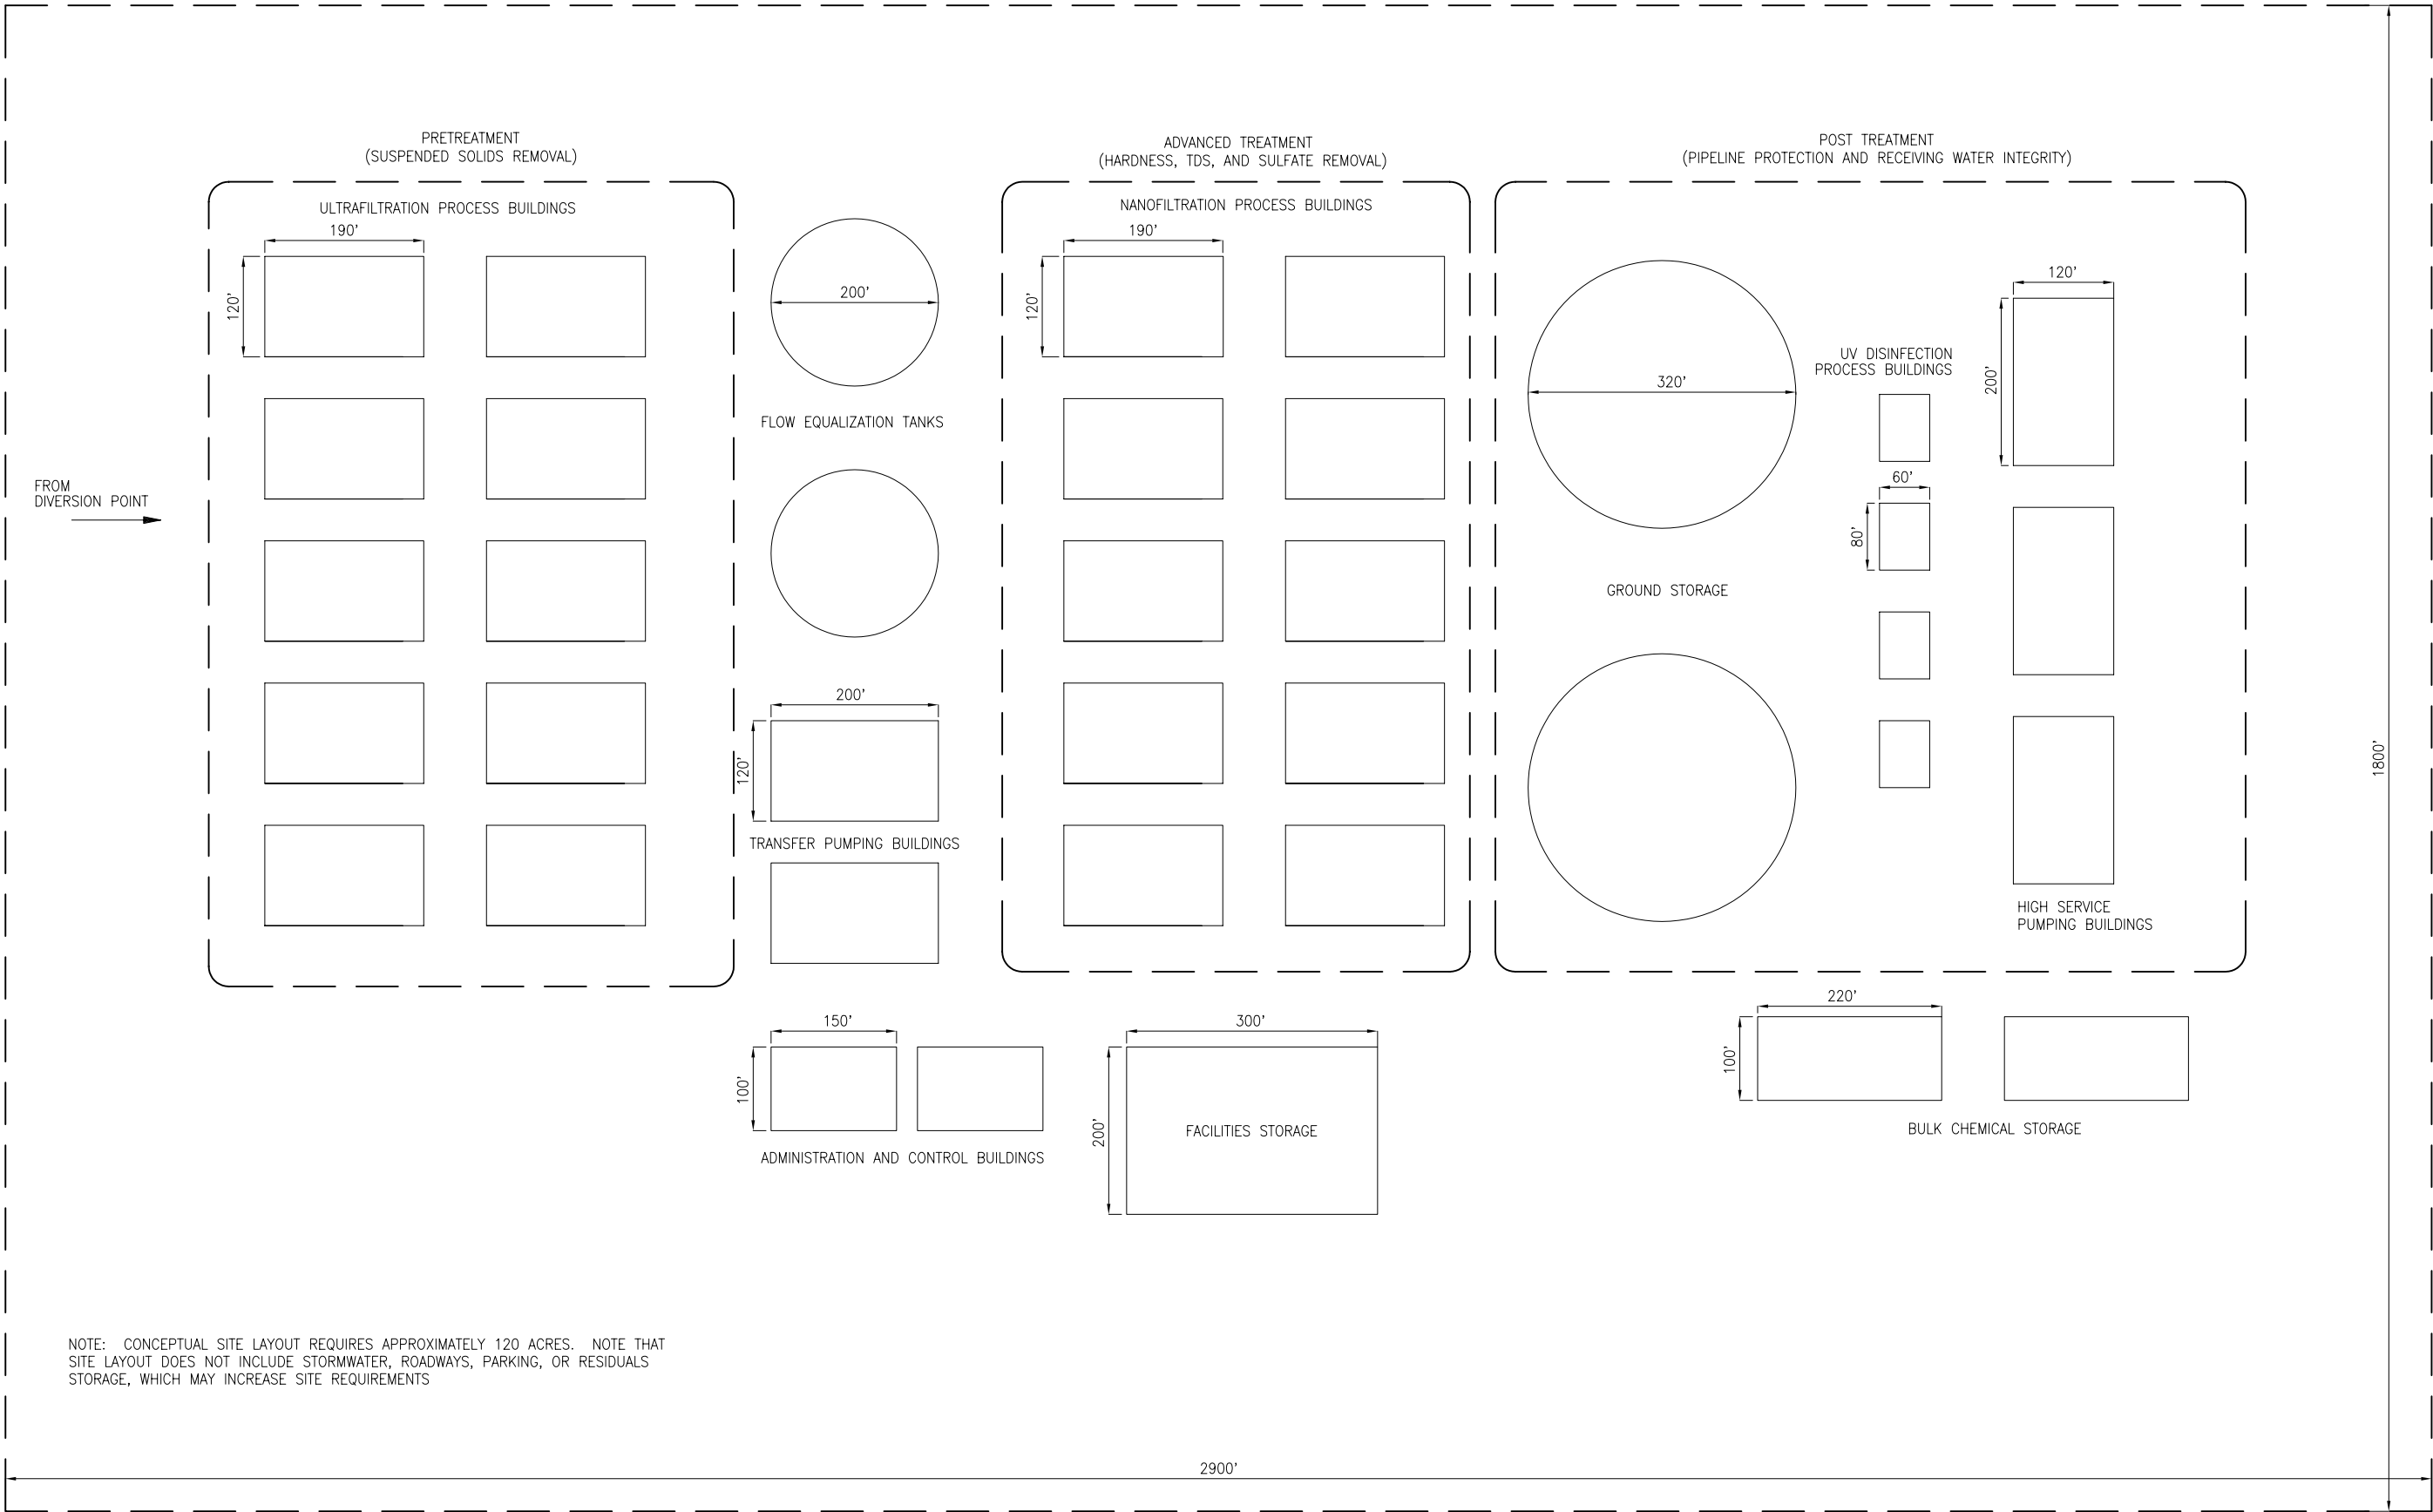 PRETREATMENT
(SUSPENDED SOLIDS REMOVAL)
ULTRAFILTRATION PROCESS BUILDINGS
190'
120'
FROM
DIVERSION POINT
200'
FLOW EQUALIZATION TANKS
200'
120'
TRANSFER PUMPING BUILDINGS
ADVANCED TREATMENT
(HARDNESS, TDS, AND SULFATE REMOVAL)
NANOFILTRATION PROCESS BUILDINGS
190'
120'
POST TREATMENT
(PIPELINE PROTECTION AND RECEIVING WATER INTEGRITY)
320'
GROUND STORAGE
UV DISINFECTION
PROCESS BUILDINGS
60'
80'
120'
200'
HIGH SERVICE
PUMPING BUILDINGS
150'
100'
ADMINISTRATION AND CONTROL BUILDINGS
300'
200'
FACILITIES STORAGE
220'
100'
BULK CHEMICAL STORAGE
1800'
NOTE: CONCEPTUAL SITE LAYOUT REQUIRES APPROXIMATELY 120 ACRES. NOTE THAT
SITE LAYOUT DOES NOT INCLUDE STORMWATER, ROADWAYS, PARKING, OR RESIDUALS
STORAGE, WHICH MAY INCREASE SITE REQUIREMENTS
2900'